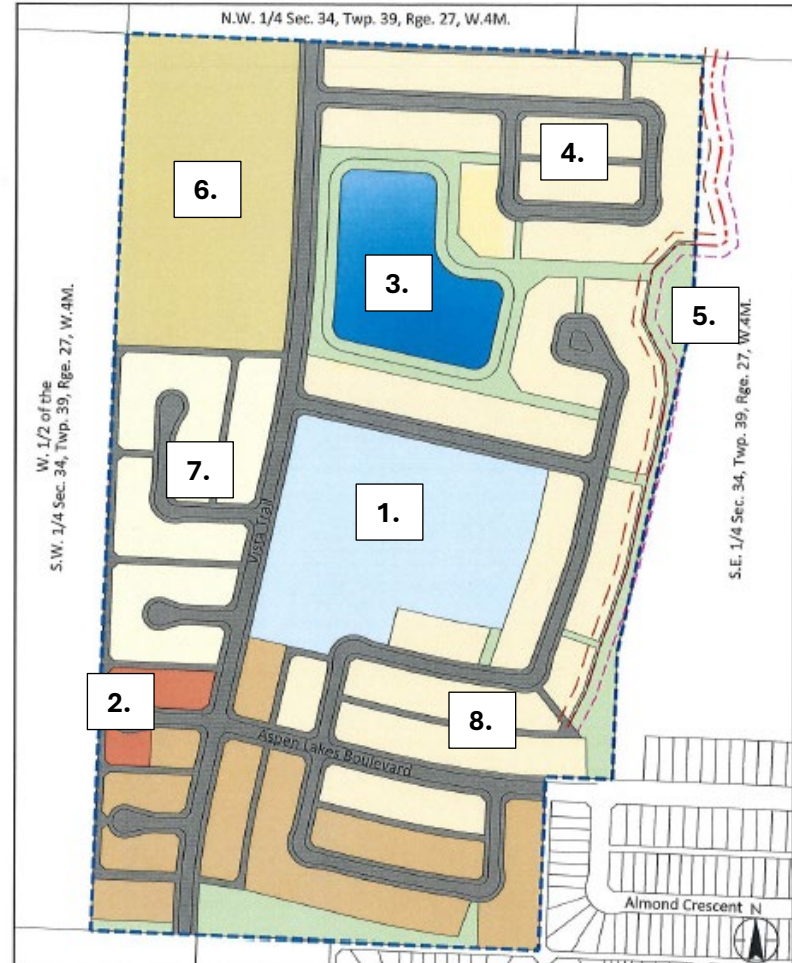 N.W. 1/4 Sec. 34, Twp. 39, Rge. 27, W.4M.
4.
6.
3.
5.
W. 1/2 of the
S.W. 1/4 Sec. 34, Twp. 39, Rge. 27, W.4M.
S.E. 1/4 Sec. 34, Twp. 39, Rge. 27, W.4M.
7.
1.
Vista Trail
2.
8.
Aspen Lakes Boulevard
Almond Crescent
N